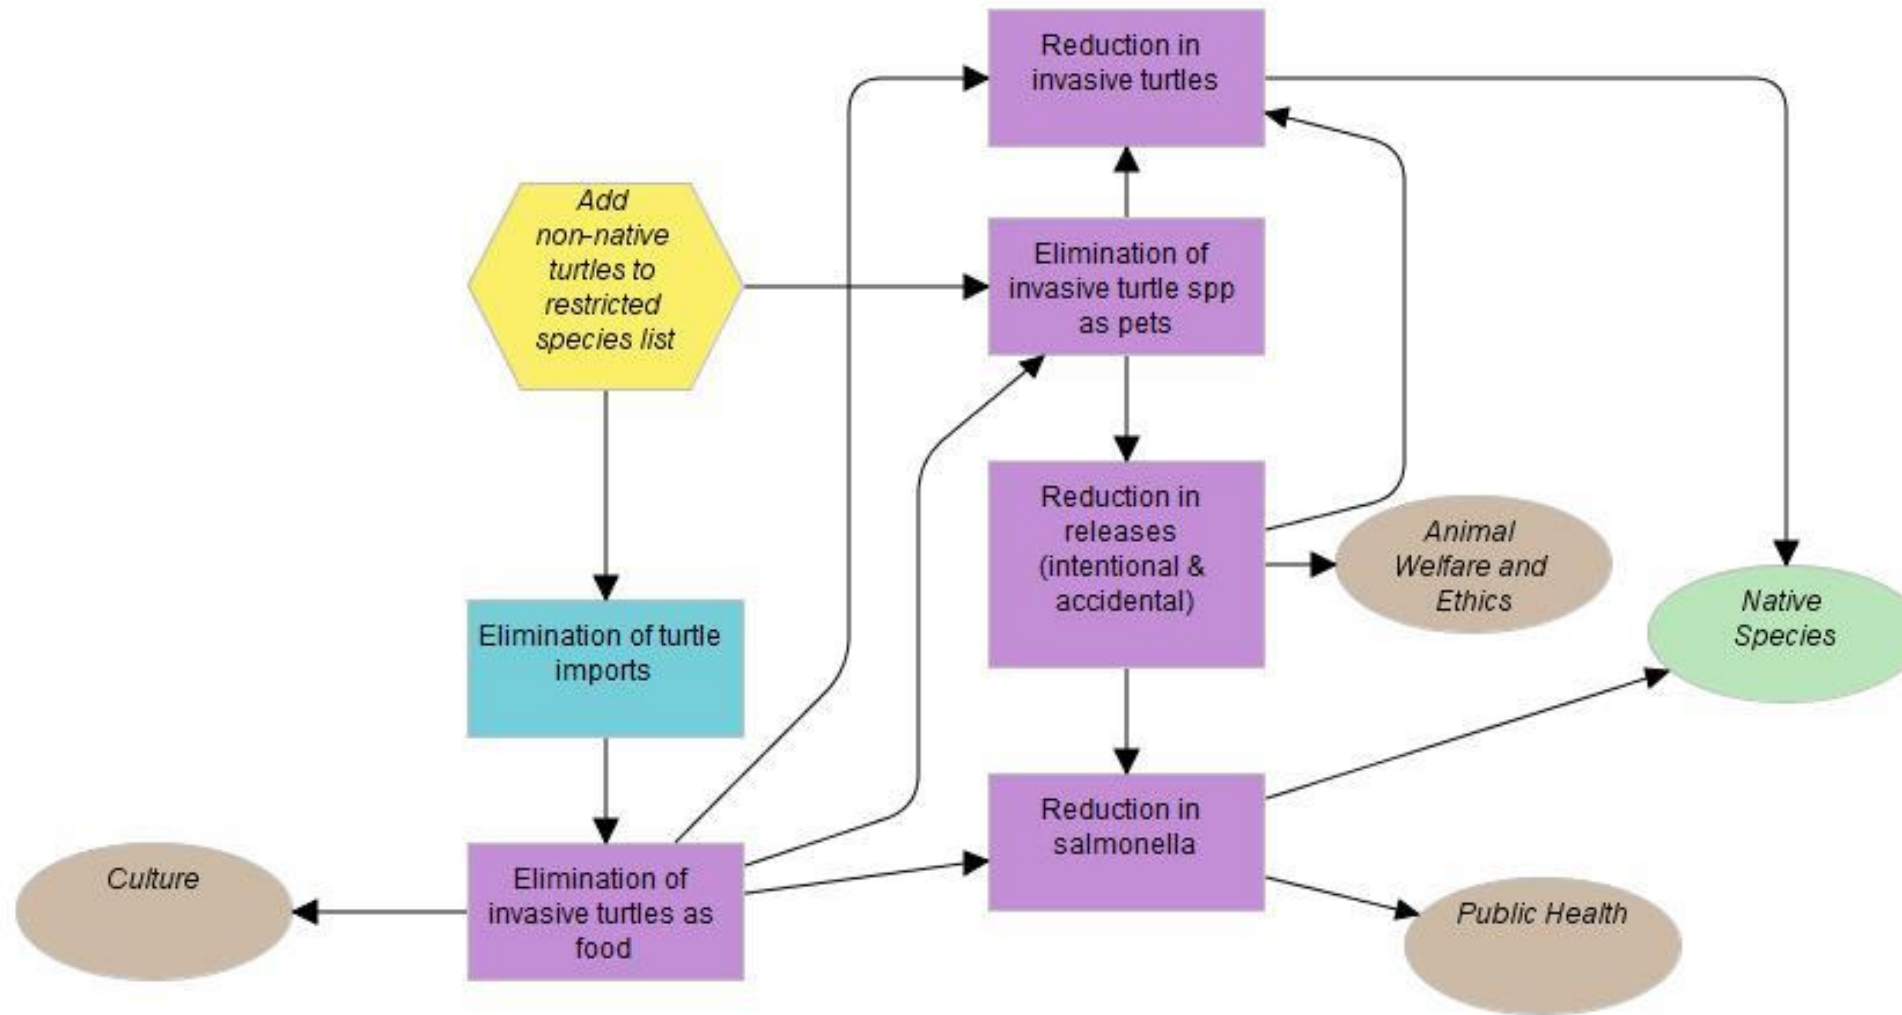 Reduction in
invasive turtles
Add
non-native
turtles to
restricted
species list
Elimination of
invasive turtle spp
as pets
Reduction in
releases
(intentional &
accidental)
Animal
Welfare and
Ethics
Native
Species
Elimination of turtle
imports
Reduction in
salmonella
Culture
Elimination of
invasive turtles as
food
Public Health